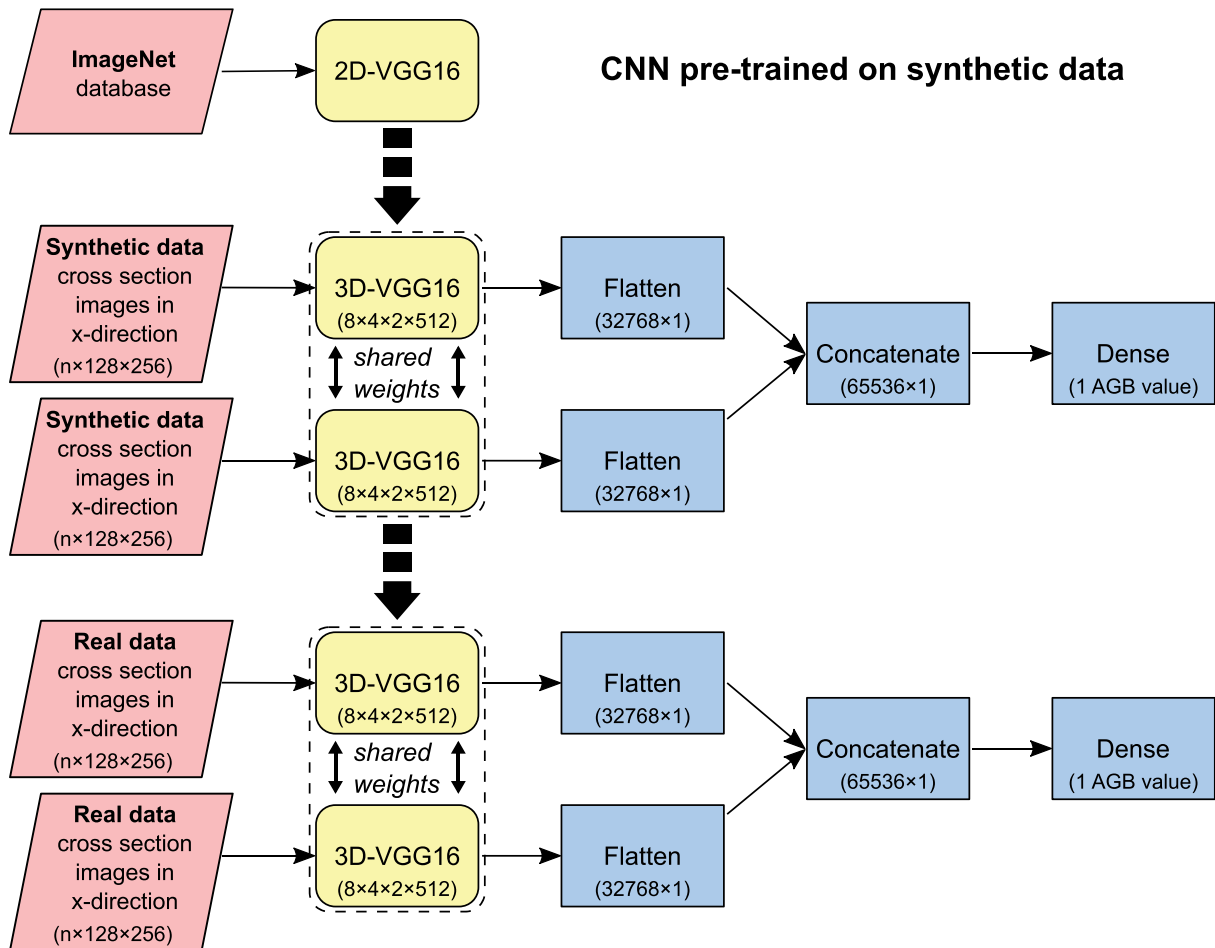 ImageNet
database
2D-VGG16
CNN pre-trained on synthetic data
Synthetic data
cross section
images in
x-direction
(n×128×256)
3D-VGG16
(8×4×2×512)
Flatten
(32768×1)
shared
weights
Concatenate
(65536×1)
Dense
(1 AGB value)
Synthetic data
cross section
images in
x-direction
(n×128×256)
3D-VGG16
(8×4×2×512)
Flatten
(32768×1)
Real data
cross section
images in
x-direction
(n×128×256)
3D-VGG16
(8×4×2×512)
Flatten
(32768×1)
shared
weights
Concatenate
(65536×1)
Dense
(1 AGB value)
Real data
cross section
images in
x-direction
(n×128×256)
3D-VGG16
(8×4×2×512)
Flatten
(32768×1)